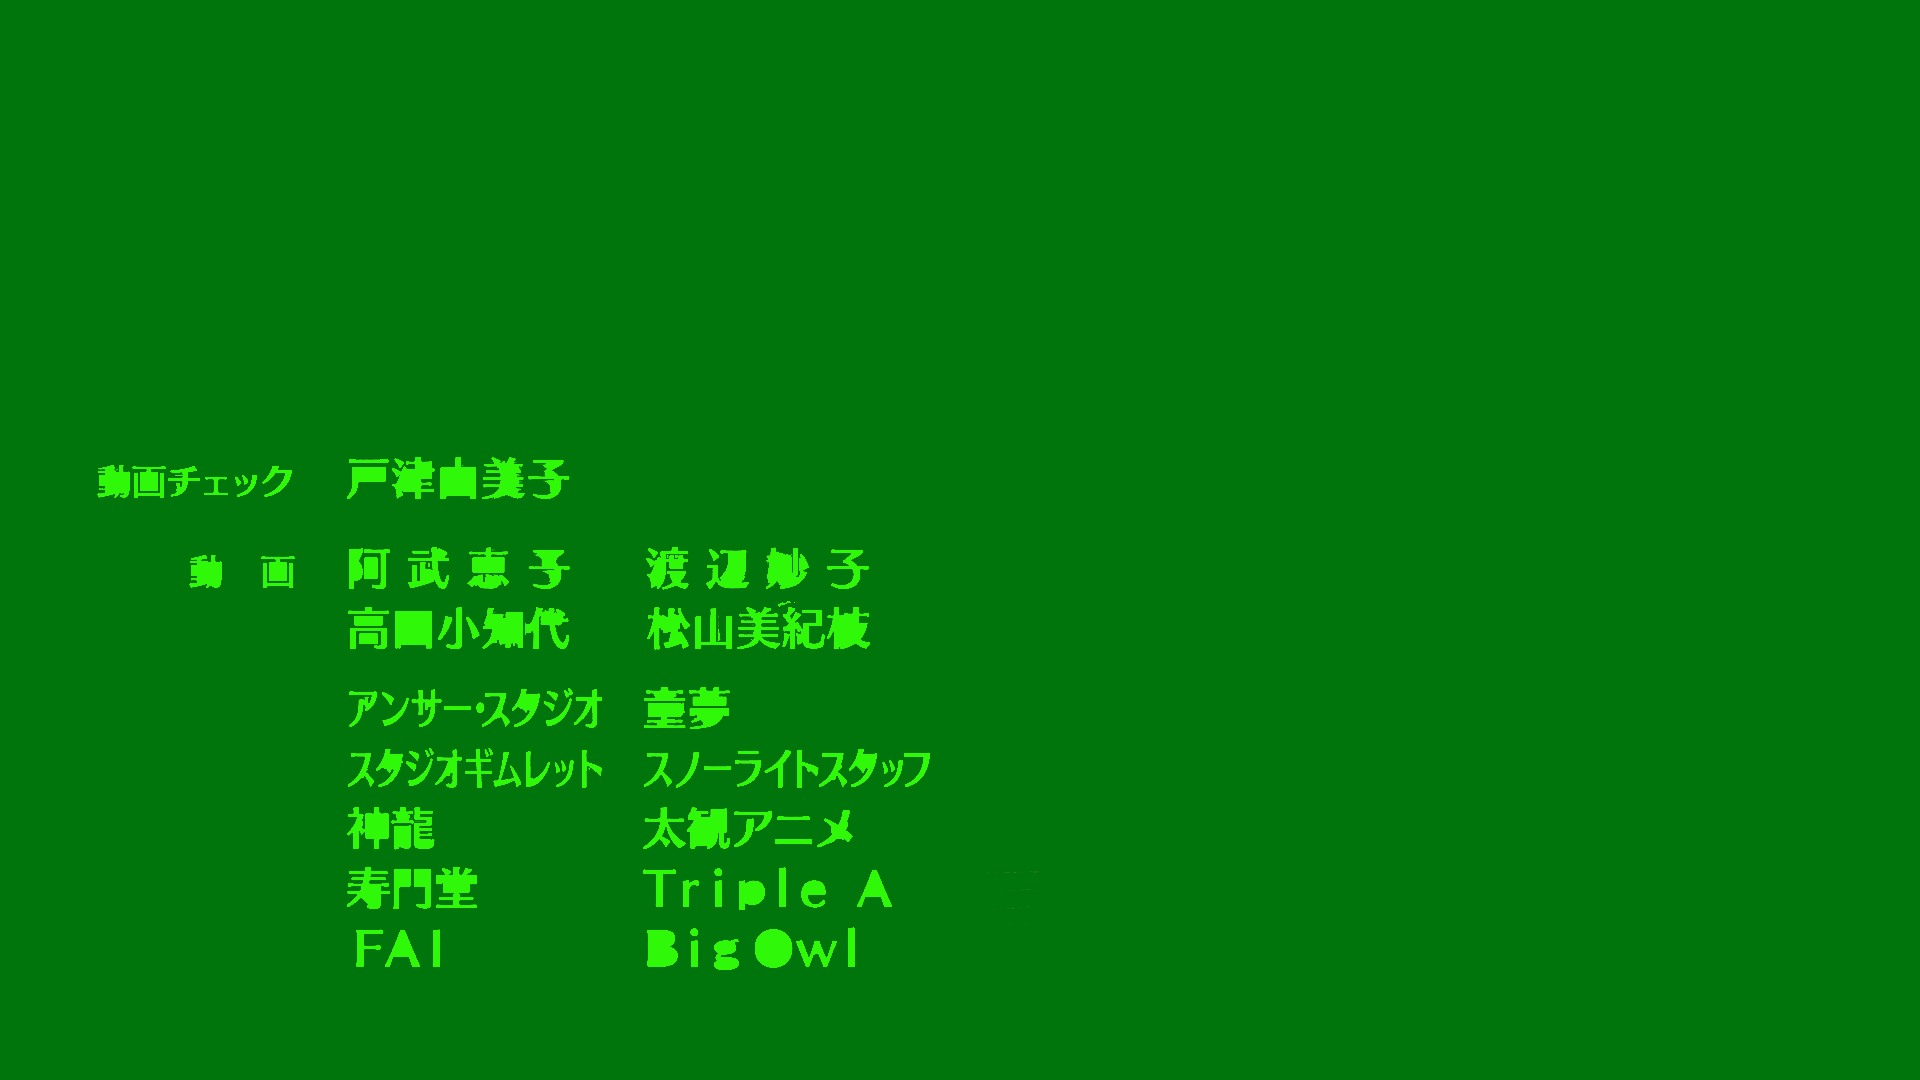 動画チェック 戸津由美子
動 画 阿武恵子 渡辺妙子
高田小知代 松山美紀枝
アンサー・スタジオ 童夢
スタジオギムレット スノーライトスタッフ
神龍 太観アニメ
寿門堂 Triple A
FAI BigOwl